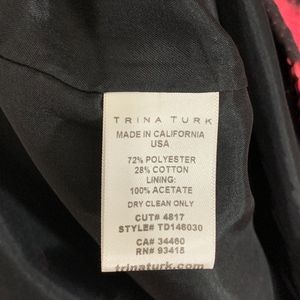 TRINA TURK
MADE IN CALIFORNIA
USA
72% POLYESTER
28% COTTON
LINING:
100% ACETATE
DRY CLEAN ONLY
CUT# 4817
STYLE# TD146030
CA# 34460
RN# 93415
trinaturk.com